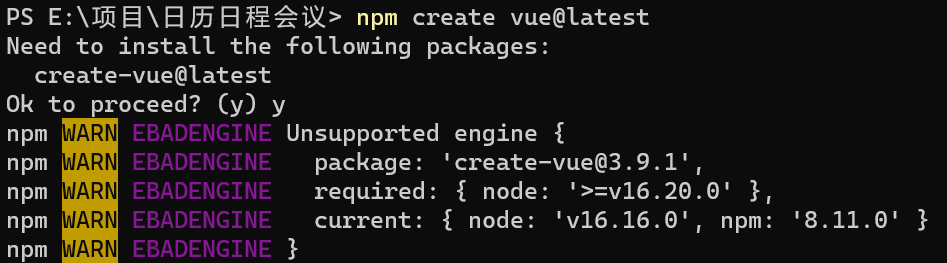 PS E:\项目\日历日程会议> npm create vue@latest
Need to install the following packages:
  create-vue@latest
Ok to proceed? (y) y
npm WARN EBADENGINE Unsupported engine {
npm WARN EBADENGINE   package: 'create-vue@3.9.1',
npm WARN EBADENGINE   required: { node: '>=v16.20.0' },
npm WARN EBADENGINE   current: { node: 'v16.16.0', npm: '8.11.0' }
npm WARN EBADENGINE }